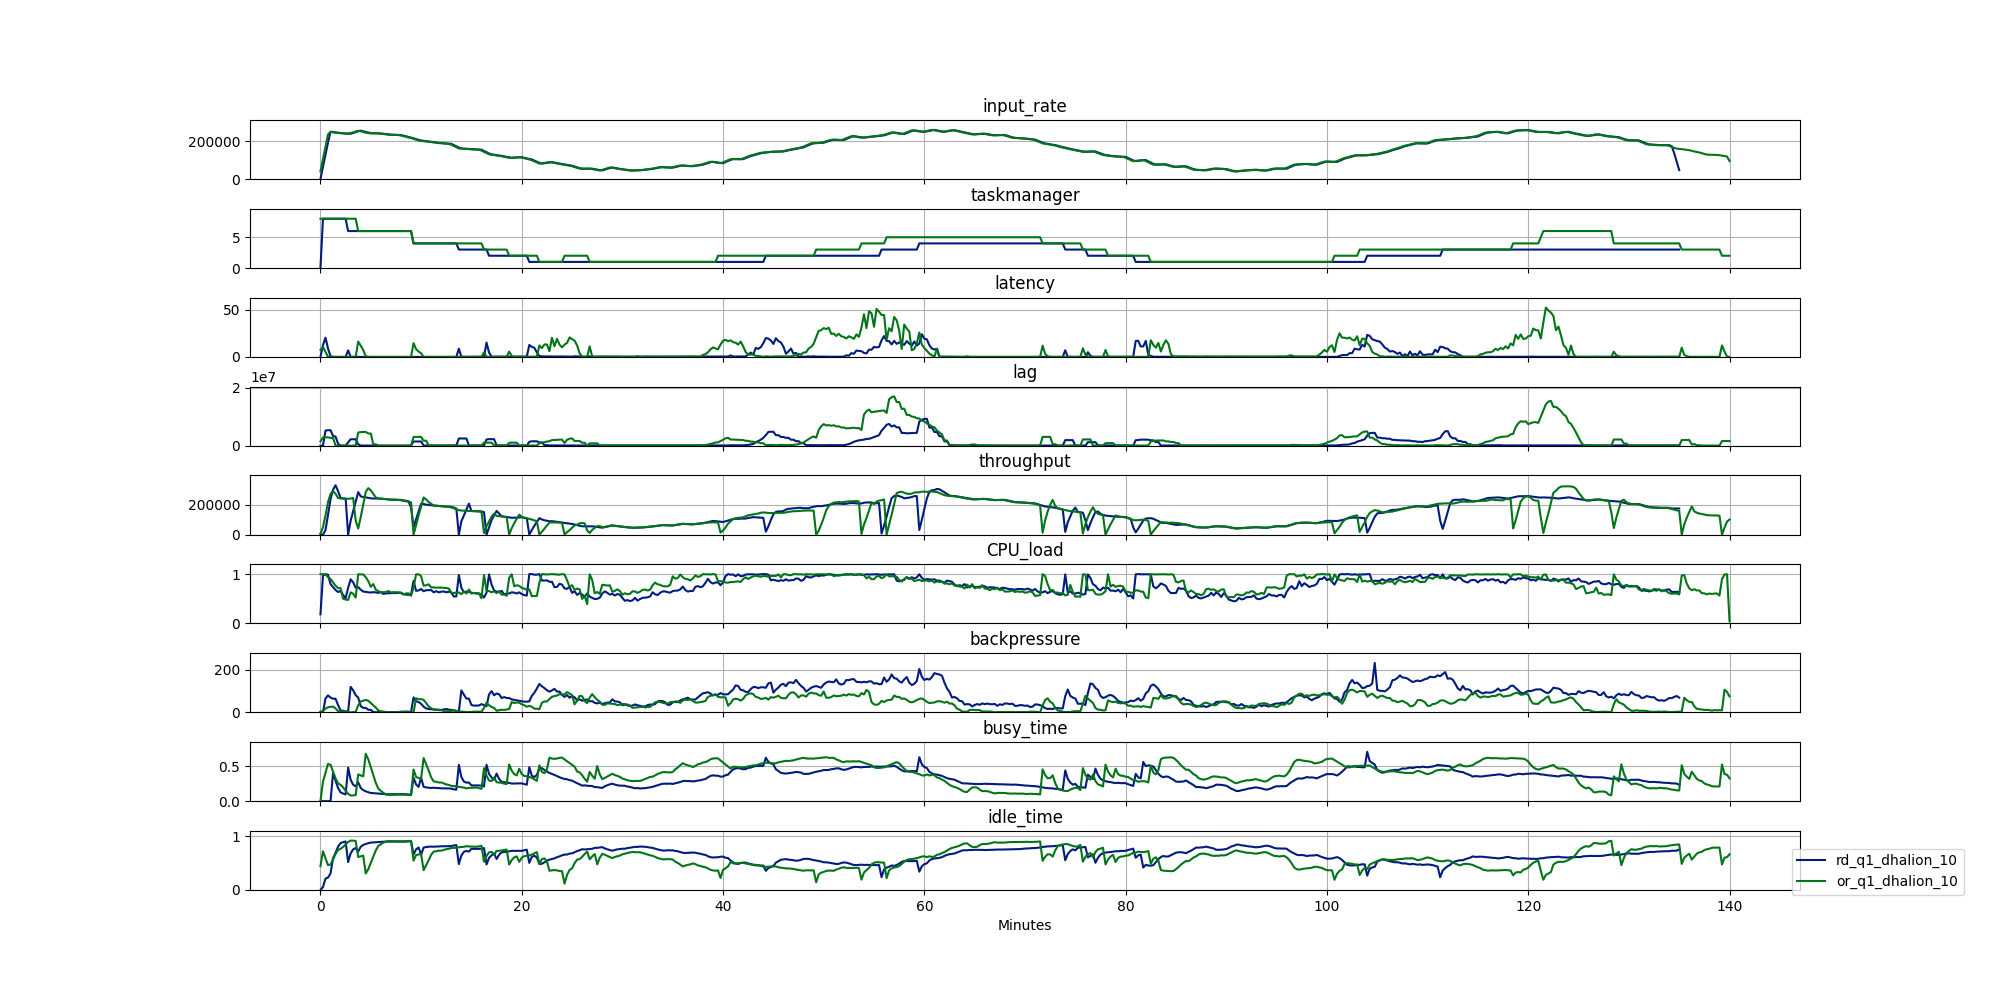 input_rate
200000
0
taskmanager
5
0
latency
50
0
1e7
lag
2
0
throughput
200000
0
CPU_load
1
0
backpressure
200
0
busy_time
0.5
0.0
idle_time
1
0
rd_q1_dhalion_10
or_q1_dhalion_10
0 20 40 60 80 100 120 140
Minutes